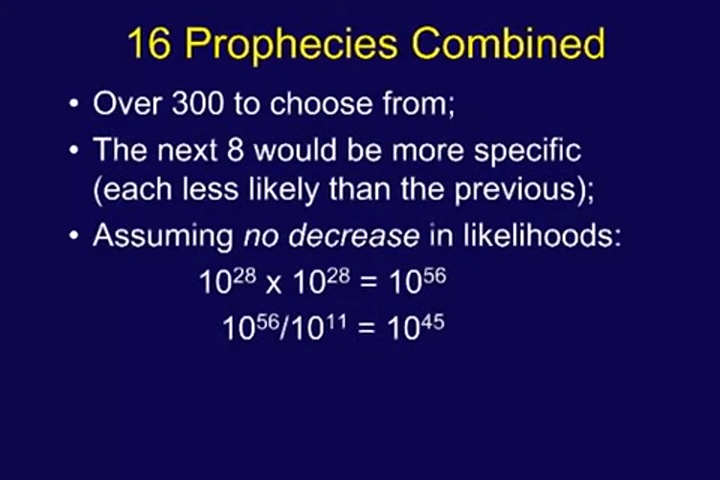 16 Prophecies Combined
• Over 300 to choose from;
• The next 8 would be more specific
(each less likely than the previous);
• Assuming no decrease in likelihoods:
10²⁸ x 10²⁸ = 10⁵⁶
10⁵⁶/10¹¹ = 10⁴⁵